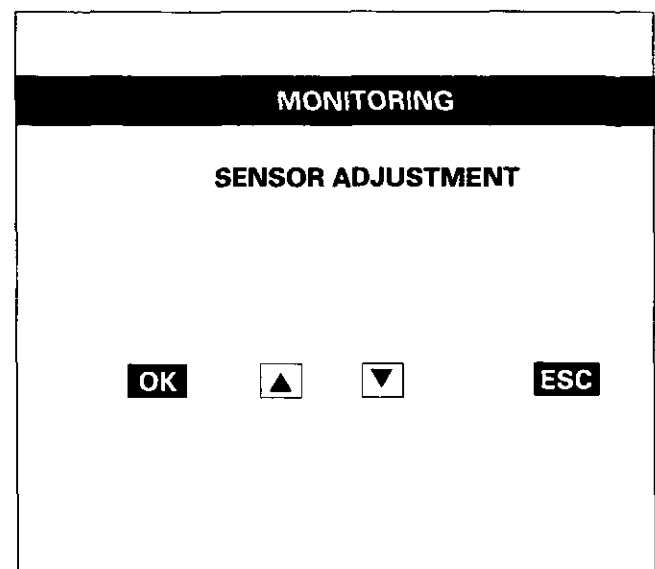 MONITORING
SENSOR ADJUSTMENT
OK ▲ ▼ ESC